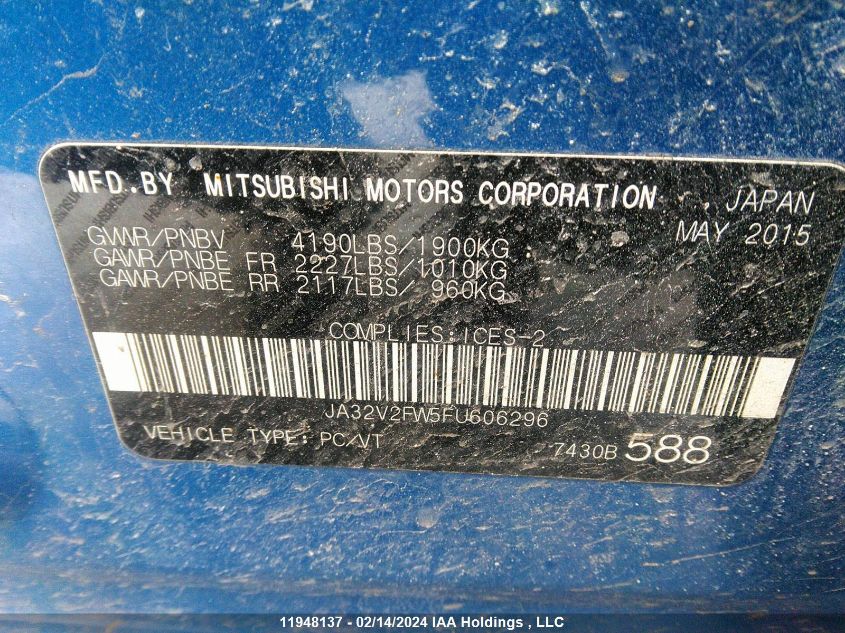 MFD.BY MITSUBISHI MOTORS CORPORATION JAPAN
GVWR/PNBV 4190LBS/1900KG MAY 2015
GAWR/PNBE FR 2227LBS/1010KG
GAWR/PNBE RR 2117LBS/ 960KG
COMPLIES:ICES-2
JA32V2FW5FU606296
VEHICLE TYPE:PC/VT 7430B 588
11948137 - 02/14/2024 IAA Holdings , LLC